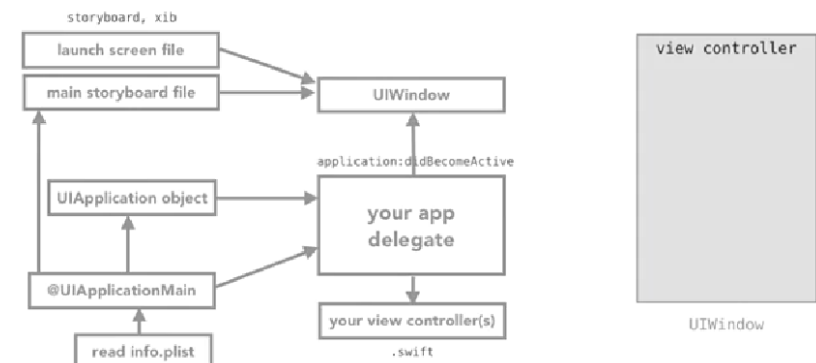 storyboard, xib
launch screen file
main storyboard file
UIWindow
application:didBecomeActive
UIApplication object
your app
delegate
@UIApplicationMain
your view controller(s)
.swift
read info.plist
view controller
UIWindow